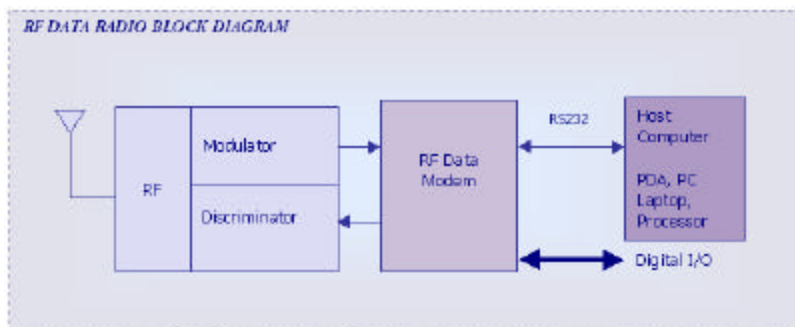 RF DATA RADIO BLOCK DIAGRAM
RF
Modulator
Discriminator
RF Data
Modem
RS232
Host
Computer
PDA, PC
Laptop,
Processor
Digital I/O